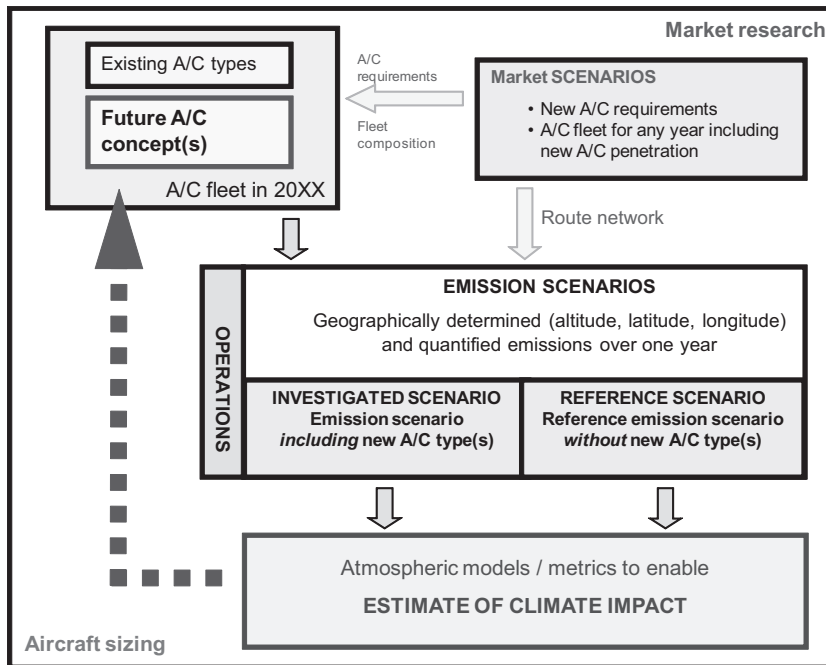 Market research
Existing A/C types
Future A/C
concept(s)
A/C fleet in 20XX
A/C
requirements
Fleet
composition
Market SCENARIOS
• New A/C requirements
• A/C fleet for any year including
new A/C penetration
Route network
OPERATIONS
EMISSION SCENARIOS
Geographically determined (altitude, latitude, longitude)
and quantified emissions over one year
INVESTIGATED SCENARIO
Emission scenario
including new A/C type(s)
REFERENCE SCENARIO
Reference emission scenario
without new A/C type(s)
Atmospheric models / metrics to enable
ESTIMATE OF CLIMATE IMPACT
Aircraft sizing